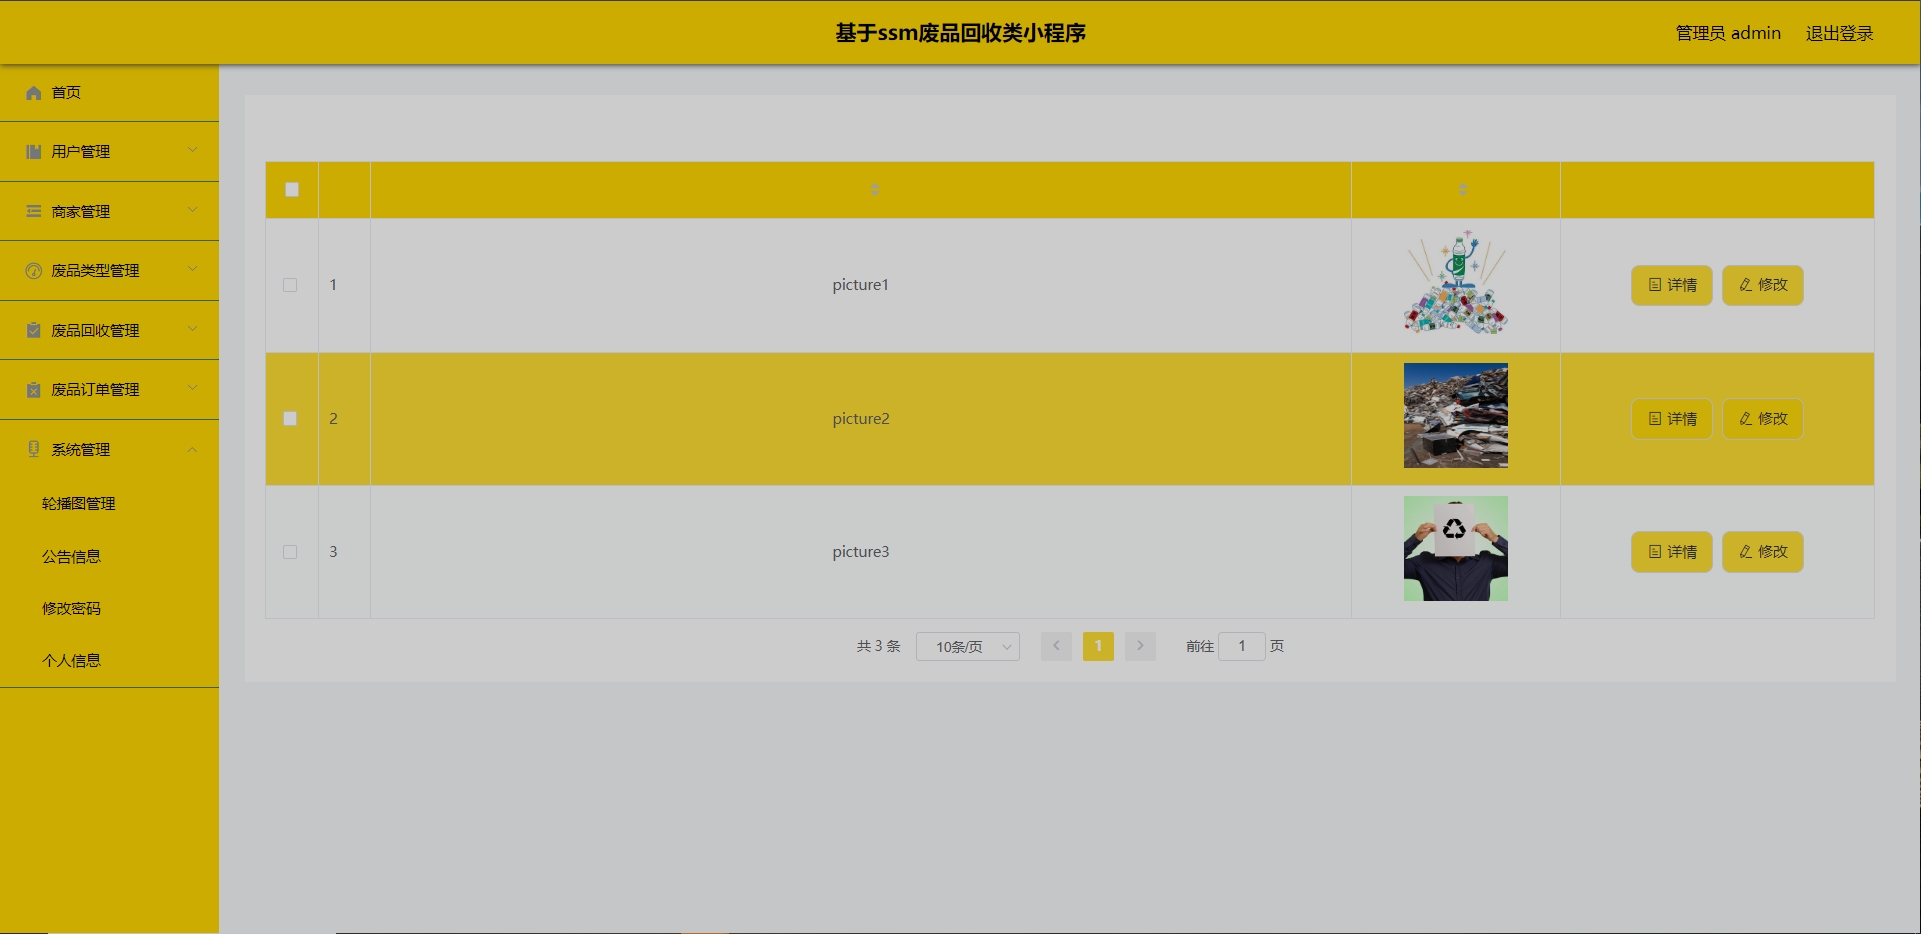 基于ssm废品回收类小程序
管理员 admin 退出登录
首页
用户管理
商家管理
废品类型管理
废品回收管理
废品订单管理
系统管理
轮播图管理
公告信息
修改密码
个人信息
1 picture1 详情 修改
2 picture2 详情 修改
3 picture3 详情 修改
共 3 条 10条/页 1 前往 1 页